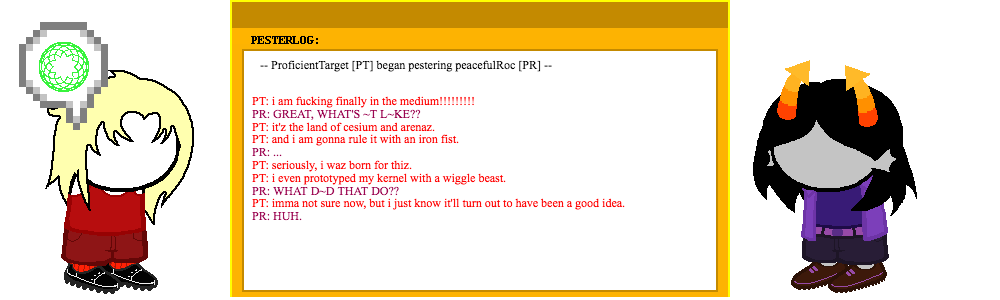 PESTERLOG:
-- ProficientTarget [PT] began pestering peacefulRoc [PR] --
PT: i am fucking finally in the medium!!!!!!!!!
PR: GREAT, WHAT'S ~T L~KE??
PT: it'z the land of cesium and arenaz.
PT: and i am gonna rule it with an iron fist.
PR: ...
PT: seriously, i waz born for thiz.
PT: i even prototyped my kernel with a wiggle beast.
PR: WHAT D~D THAT DO??
PT: imma not sure now, but i just know it'll turn out to have been a good idea.
PR: HUH.